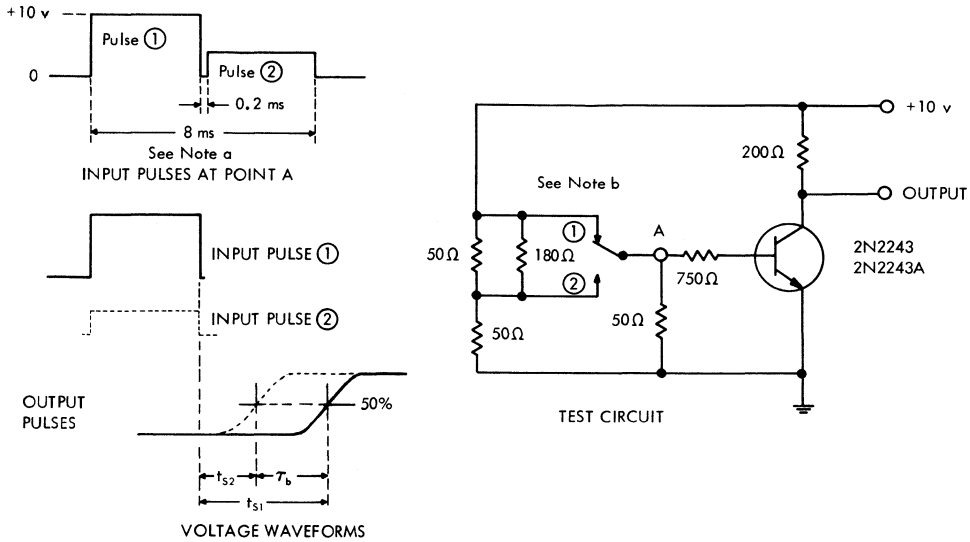 +10 v
Pulse ①
0
Pulse ②
0.2 ms
8 ms
See Note a
INPUT PULSES AT POINT A
INPUT PULSE ①
INPUT PULSE ②
OUTPUT
PULSES
50%
tS2
τb
tS1
VOLTAGE WAVEFORMS
+10 v
200Ω
OUTPUT
See Note b
①
A
50Ω
180Ω
②
750Ω
2N2243
2N2243A
50Ω
50Ω
TEST CIRCUIT